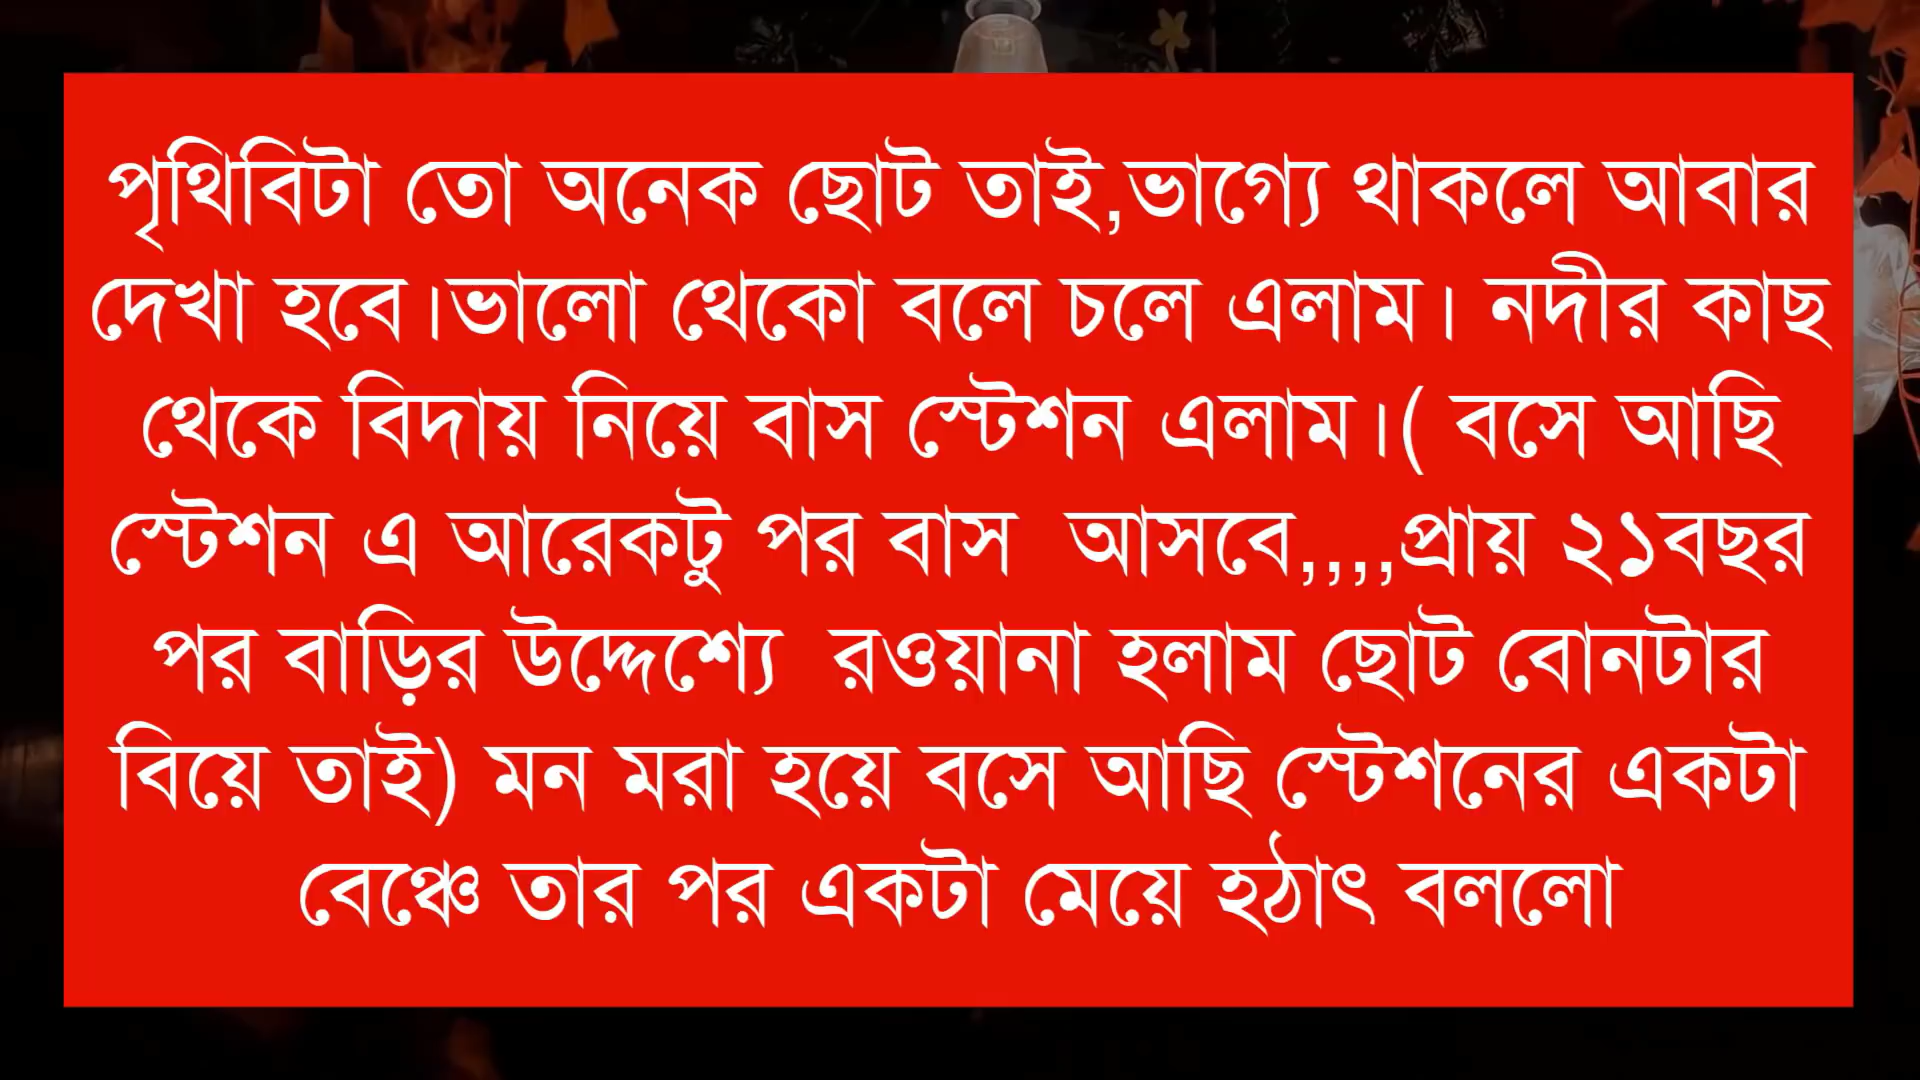 পৃথিবিটা তো অনেক ছোট তাই,ভাগ্যে থাকলে আবার
দেখা হবে।ভালো থেকো বলে চলে এলাম। নদীর কাছ
থেকে বিদায় নিয়ে বাস স্টেশন এলাম।( বসে আছি
স্টেশন এ আরেকটু পর বাস  আসবে,,,,প্রায় ২১বছর
পর বাড়ির উদ্দেশ্যে  রওয়ানা হলাম ছোট বোনটার
বিয়ে তাই) মন মরা হয়ে বসে আছি স্টেশনের একটা
বেঞ্চে তার পর একটা মেয়ে হঠাৎ বললো